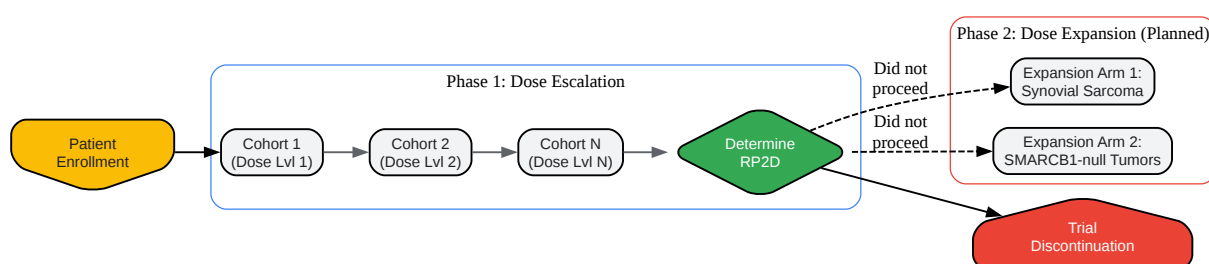 Phase 2: Dose Expansion (Planned)
Phase 1: Dose Escalation
Did not
proceed
Expansion Arm 1:
Synovial Sarcoma
Patient
Enrollment
Cohort 1
(Dose Lvl 1)
Cohort 2
(Dose Lvl 2)
Cohort N
(Dose Lvl N)
Determine
RP2D
Did not
proceed
Expansion Arm 2:
SMARCB1-null Tumors
Trial
Discontinuation